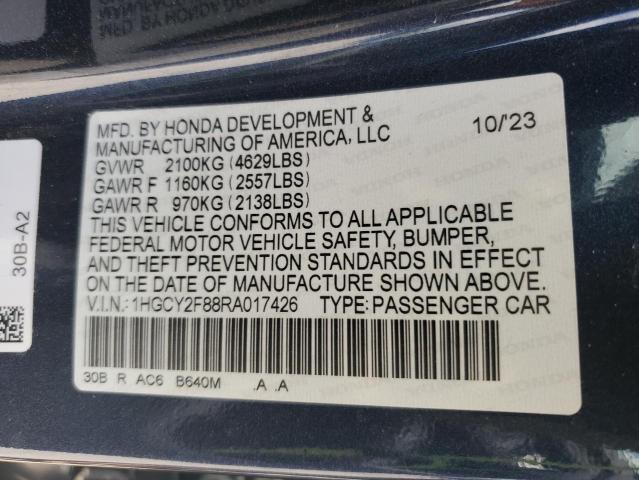 MFD. BY HONDA DEVELOPMENT &
MANUFACTURING OF AMERICA, LLC 10/'23
GVWR 2100KG (4629LBS)
GAWR F 1160KG (2557LBS)
GAWR R 970KG (2138LBS)
THIS VEHICLE CONFORMS TO ALL APPLICABLE
FEDERAL MOTOR VEHICLE SAFETY, BUMPER,
AND THEFT PREVENTION STANDARDS IN EFFECT
ON THE DATE OF MANUFACTURE SHOWN ABOVE.
V.I.N.: 1HGCY2F88RA017426 TYPE: PASSENGER CAR
30B R AC6 B640M .A .A
30B-A2